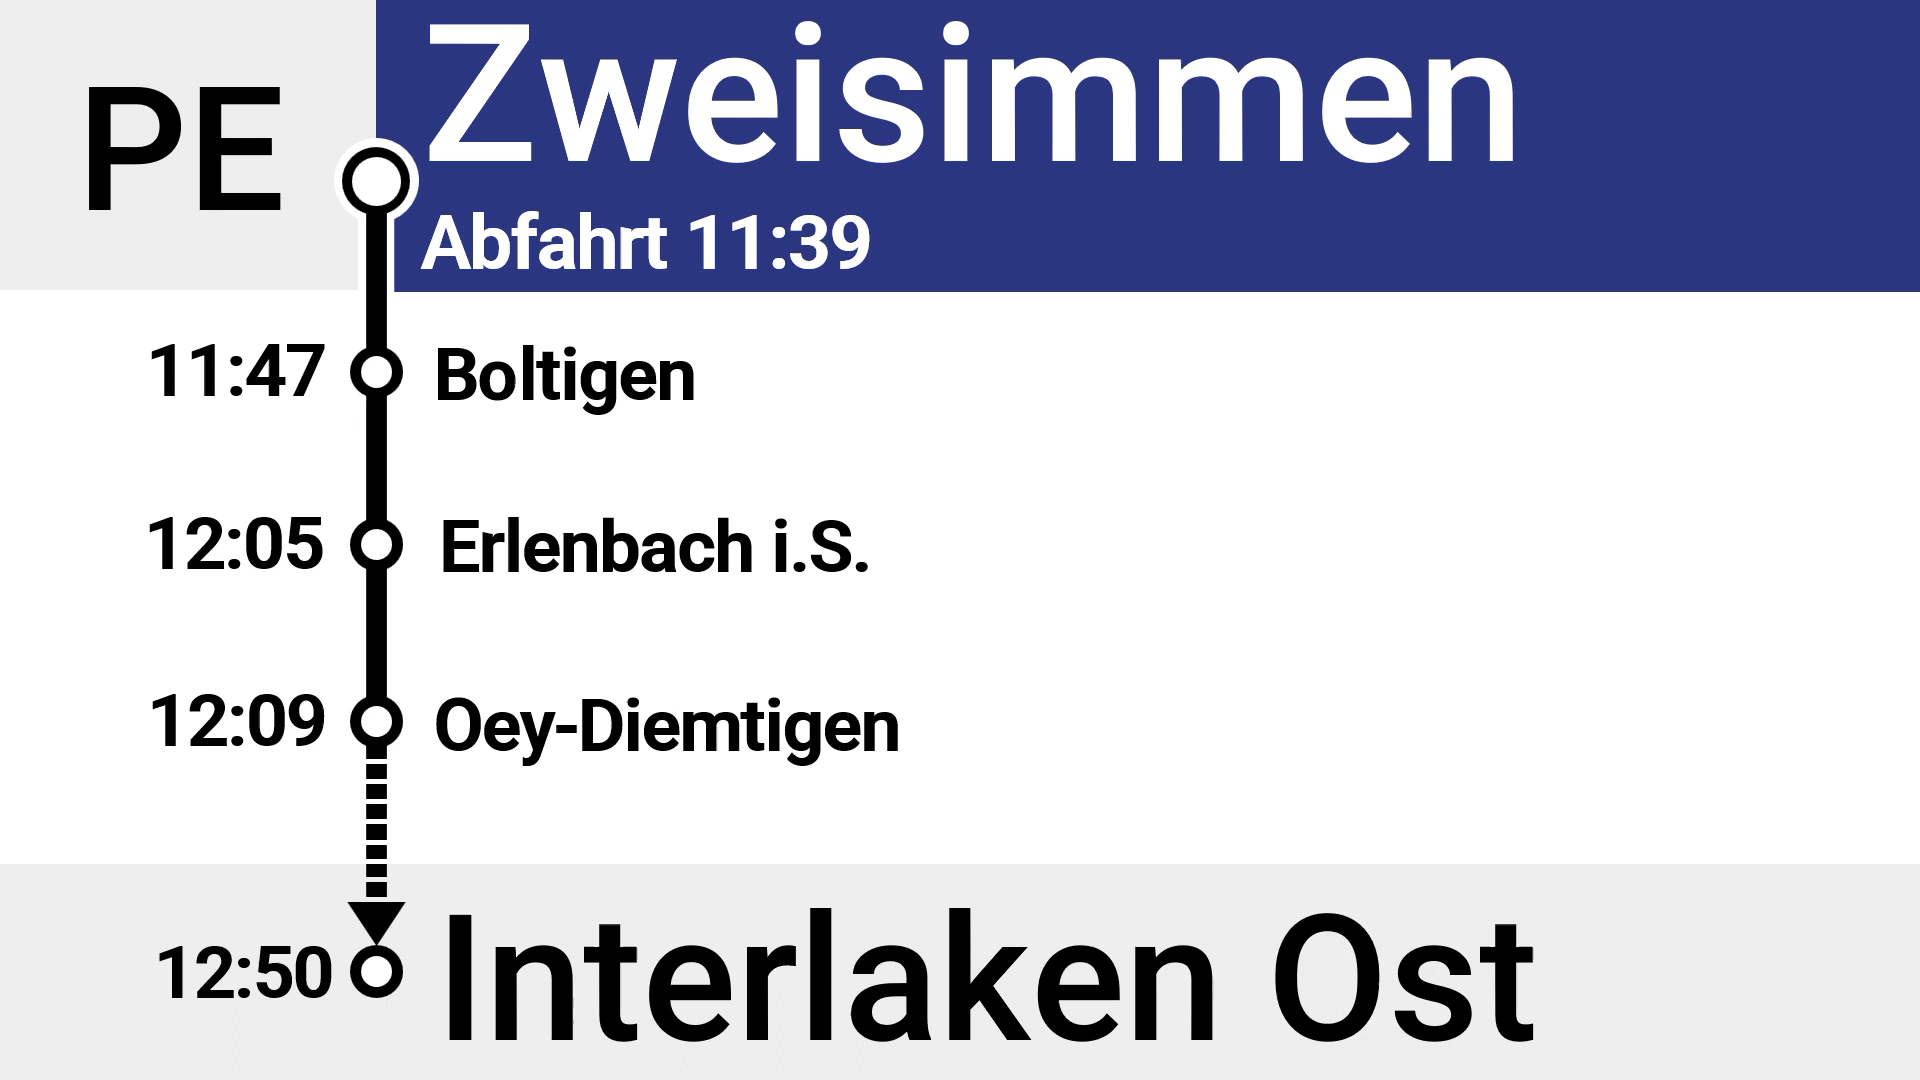 PE
Zweisimmen
Abfahrt 11:39
11:47 Boltigen
12:05 Erlenbach i.S.
12:09 Oey-Diemtigen
12:50 Interlaken Ost